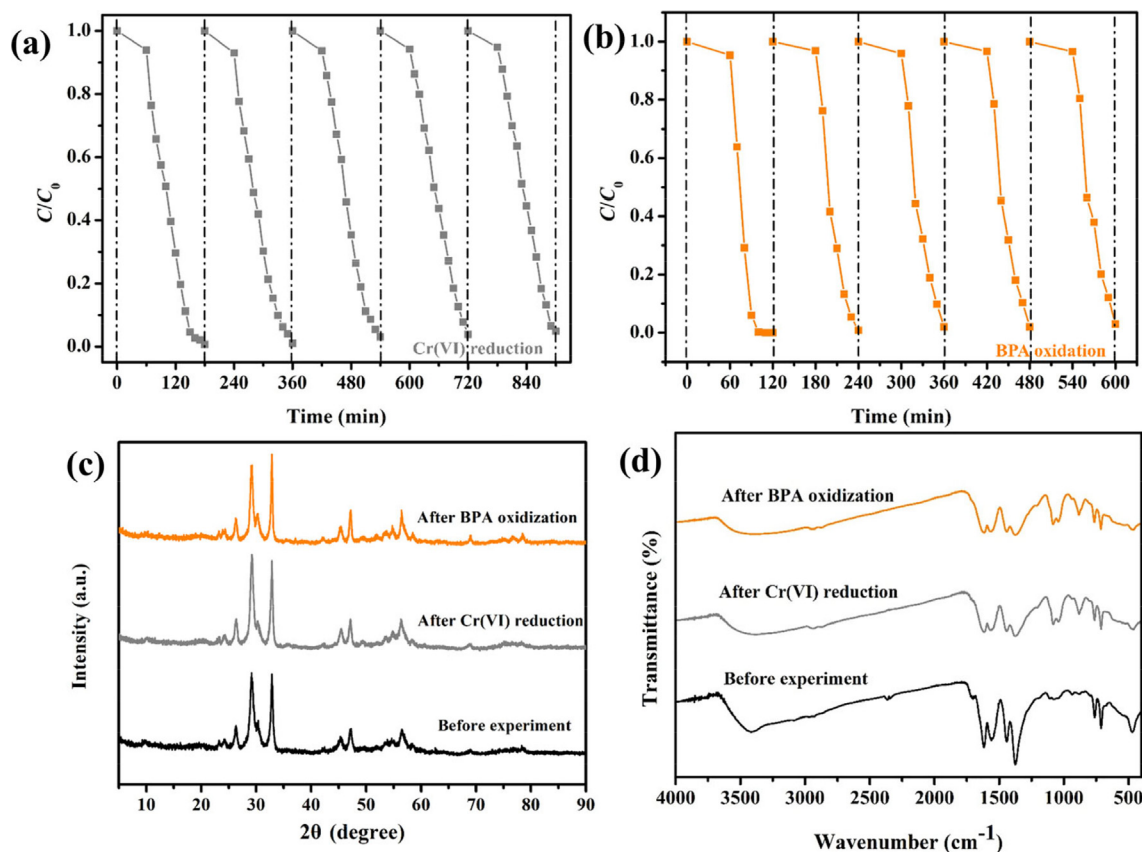 (a)
C/C0
1.0
0.8
0.6
0.4
0.2
0.0
Cr(VI) reduction
0 120 240 360 480 600 720 840
Time (min)
(b)
C/C0
1.0
0.8
0.6
0.4
0.2
0.0
BPA oxidation
0 60 120 180 240 300 360 420 480 540 600
Time (min)
(c)
Intensity (a.u.)
After BPA oxidization
After Cr(VI) reduction
Before experiment
10 20 30 40 50 60 70 80 90
2θ (degree)
(d)
Transmittance (%)
After BPA oxidization
After Cr(VI) reduction
Before experiment
4000 3500 3000 2500 2000 1500 1000 500
Wavenumber (cm-1)